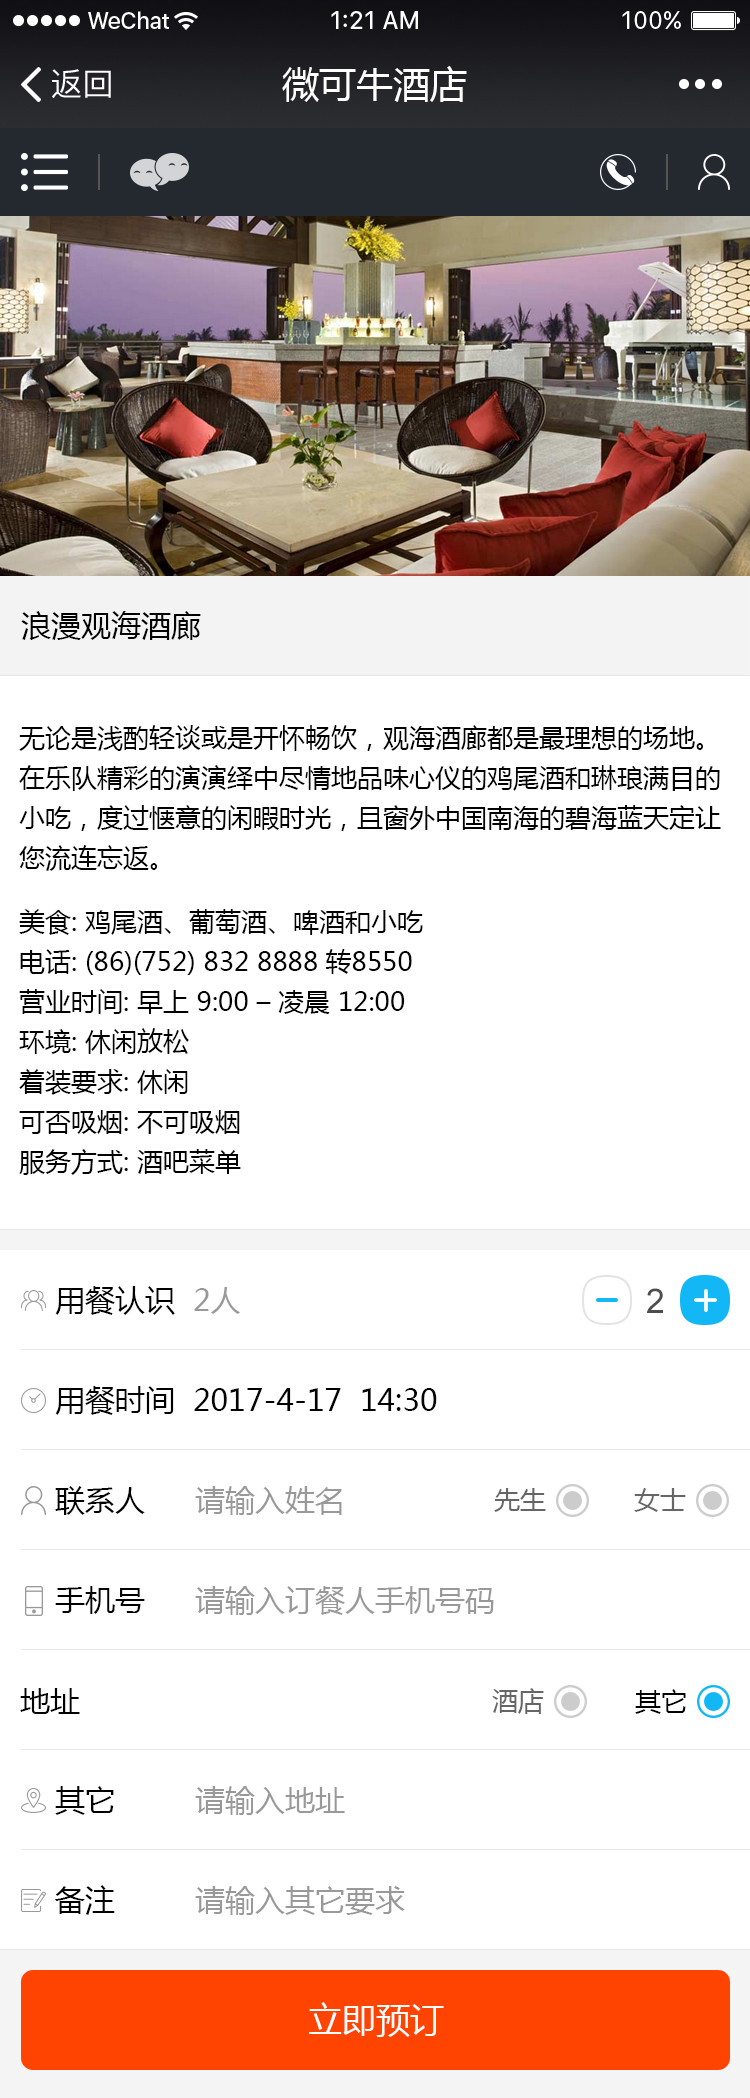 WeChat 1:21 AM 100%
返回 微可牛酒店
浪漫观海酒廊
无论是浅酌轻谈或是开怀畅饮，观海酒廊都是最理想的场地。
在乐队精彩的演演绎中尽情地品味心仪的鸡尾酒和琳琅满目的
小吃，度过惬意的闲暇时光，且窗外中国南海的碧海蓝天定让
您流连忘返。
美食: 鸡尾酒、葡萄酒、啤酒和小吃
电话: (86)(752) 832 8888 转8550
营业时间: 早上 9:00 – 凌晨 12:00
环境: 休闲放松
着装要求: 休闲
可否吸烟: 不可吸烟
服务方式: 酒吧菜单
用餐认识 2人 2
用餐时间 2017-4-17 14:30
联系人 请输入姓名 先生 女士
手机号 请输入订餐人手机号码
地址 酒店 其它
其它 请输入地址
备注 请输入其它要求
立即预订